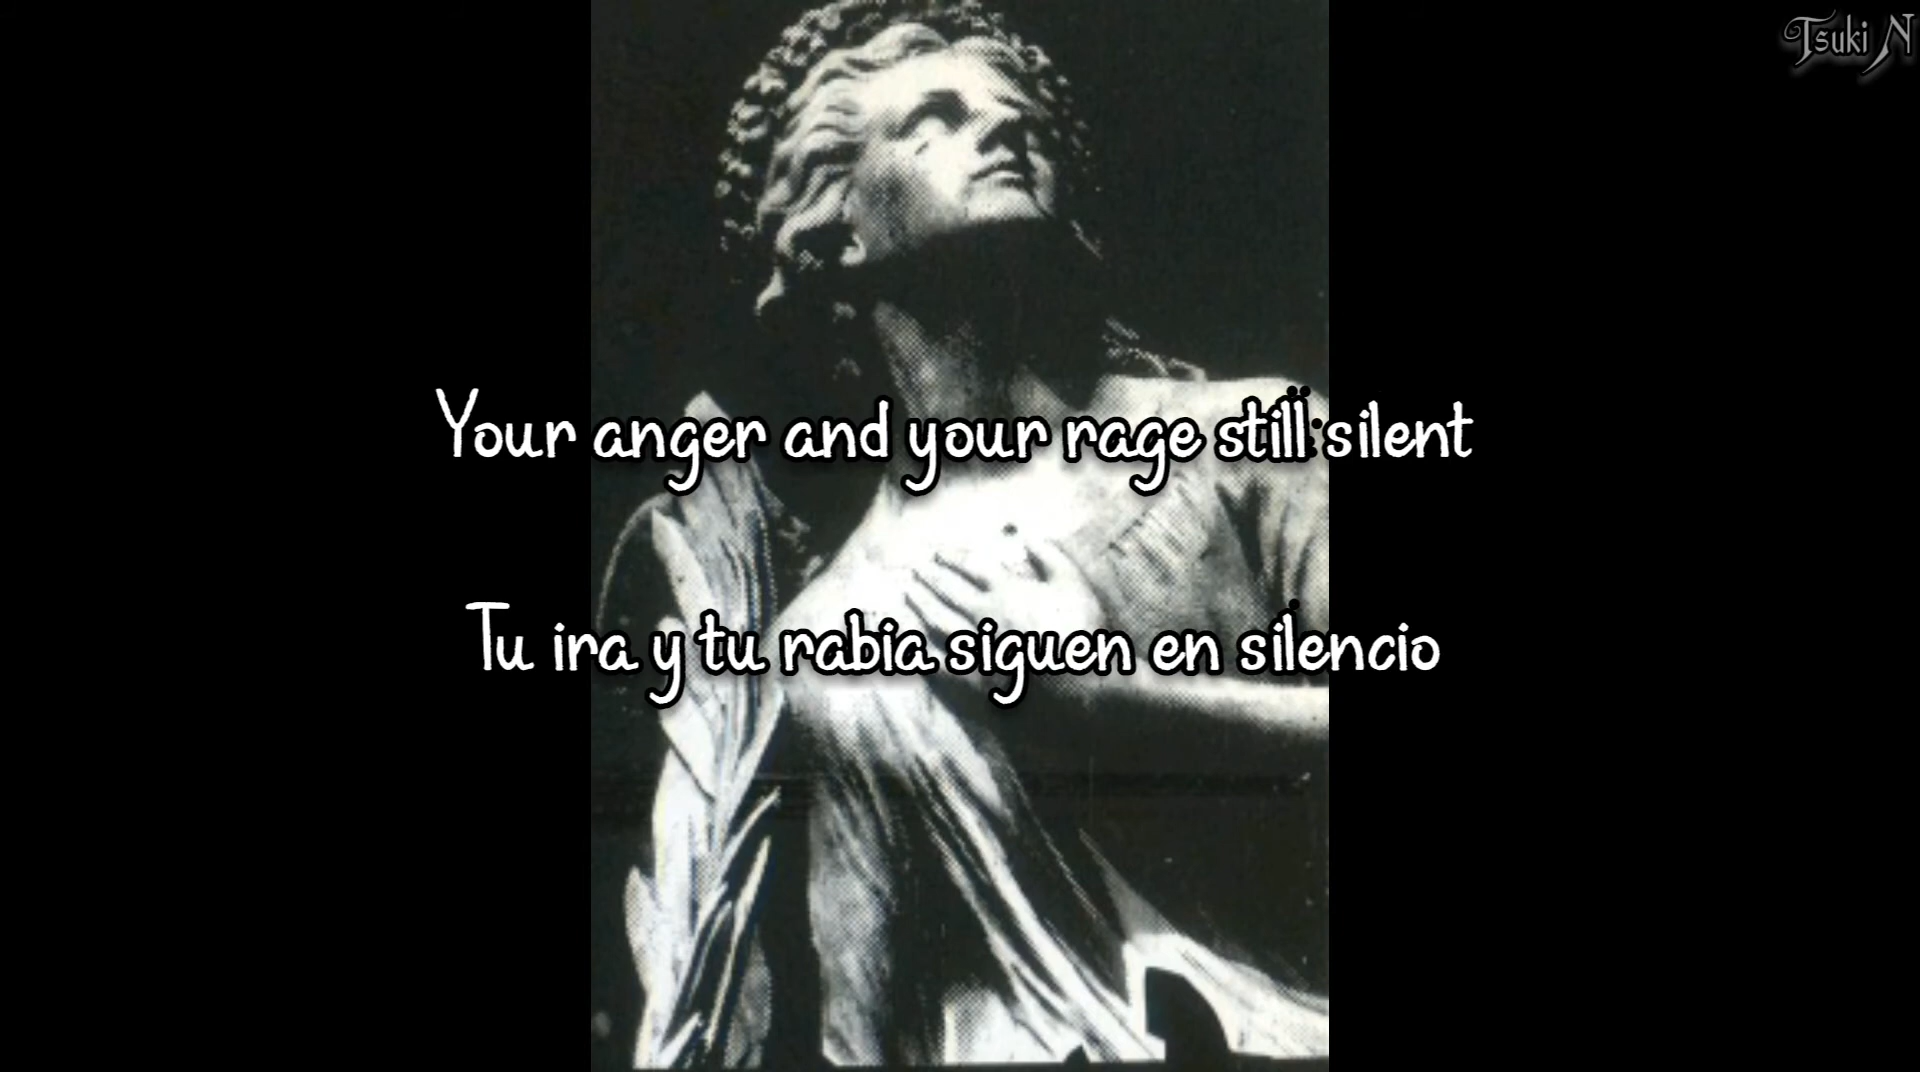 Tsuki N
Your anger and your rage still silent
Tu ira y tu rabia siguen en silencio